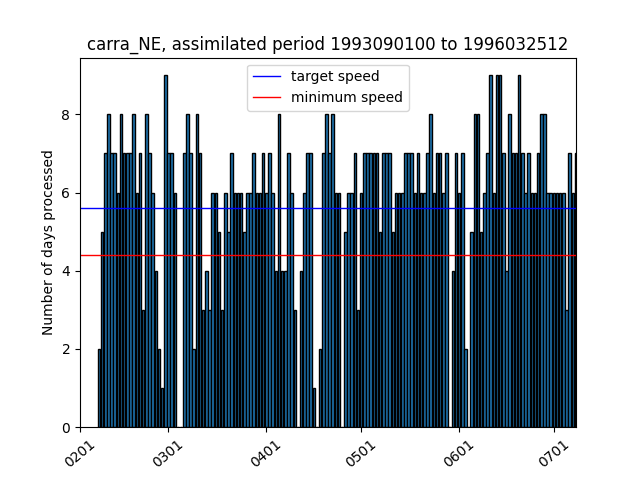 carra_NE, assimilated period 1993090100 to 1996032512
target speed
minimum speed
Number of days processed
8
6
4
2
0
0201
0301
0401
0501
0601
0701